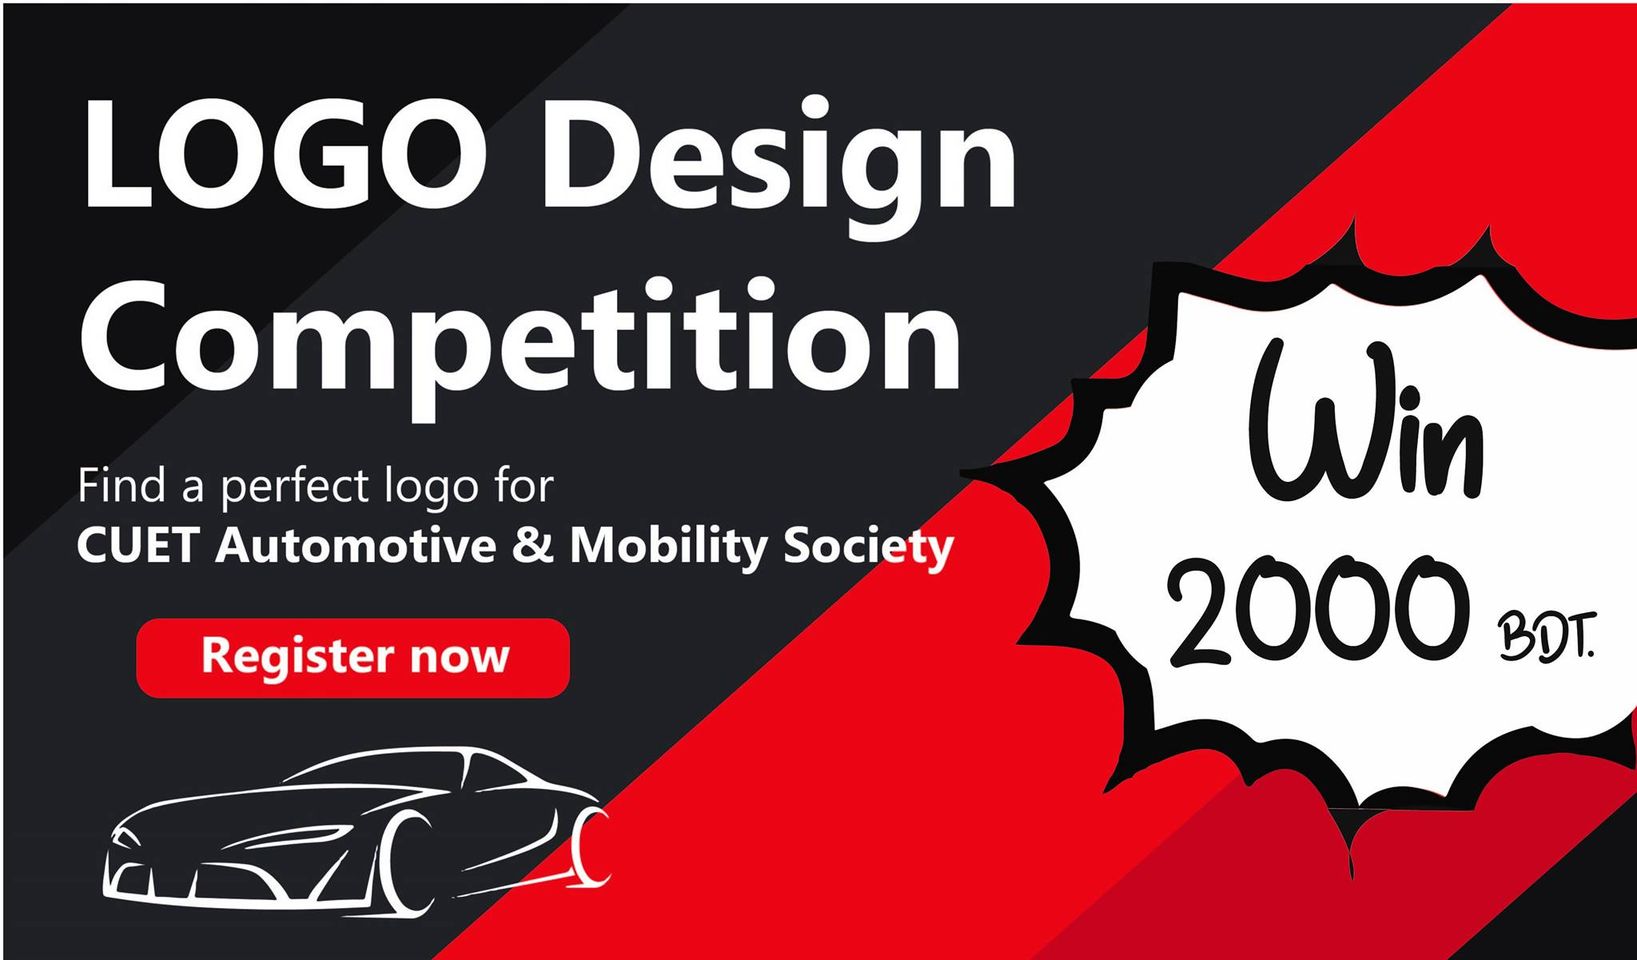 LOGO Design
Competition
Find a perfect logo for
CUET Automotive & Mobility Society
Register now
Win
2000 BDT.